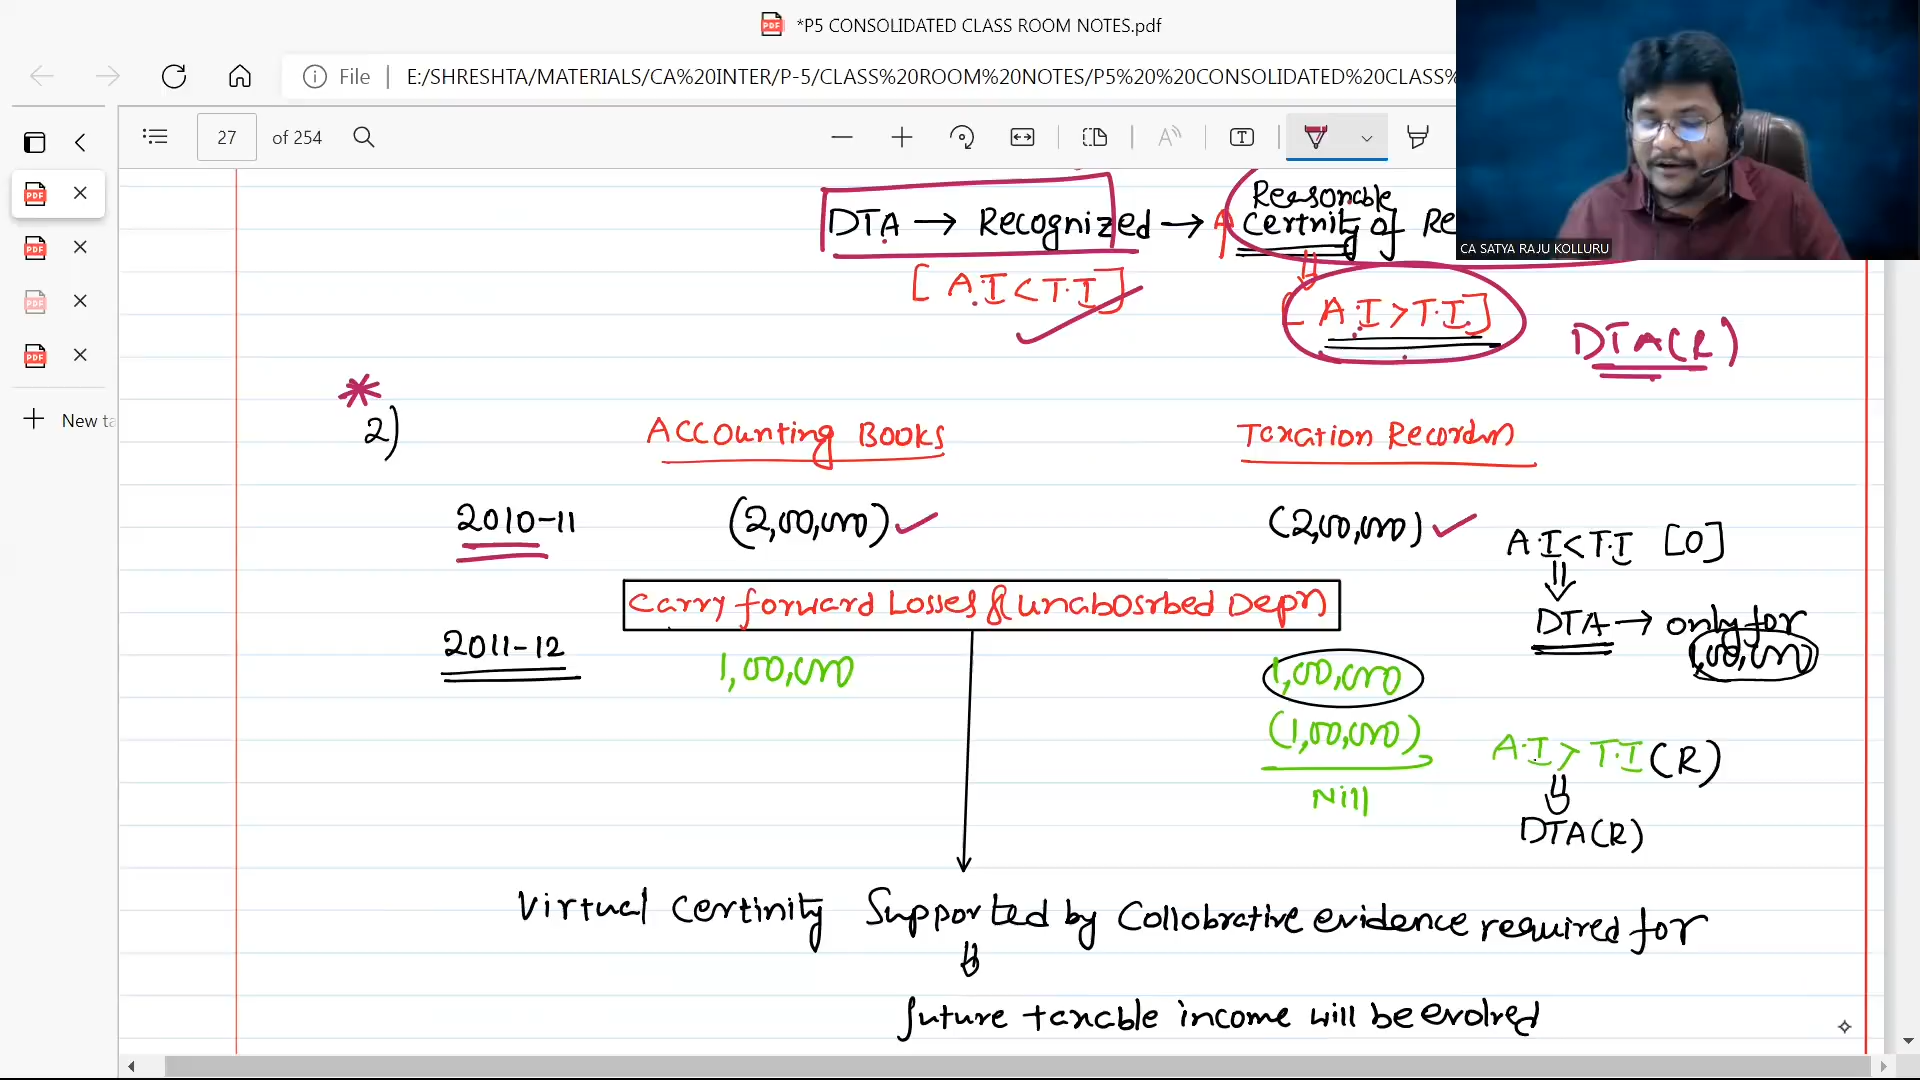 *P5 CONSOLIDATED CLASS ROOM NOTES.pdf
File
E:/SHRESHTA/MATERIALS/CA%20INTER/P-5/CLASS%20ROOM%20NOTES/P5%20%20CONSOLIDATED%20CLASS%
27 of 254
New ta
CA SATYA RAJU KOLLURU
Reasonable
DTA → Recognized → Certnity of Re
[ A.I < T.I ]
[ A.I > T.I ]
DTA(R)
*
2)
Accounting Books
Taxation Records
2010-11
(2,00,000)
(2,00,000)
A.I < T.I [O]
Carry forward Losses & unabosrbed Depn
DTA → only for
1,00,000
2011-12
1,00,000
1,00,000
(1,00,000)
A.I > T.I (R)
Nill
DTA(R)
Virtual Certinity Supported by Collobrative evidence required for
future taxable income will be evolved